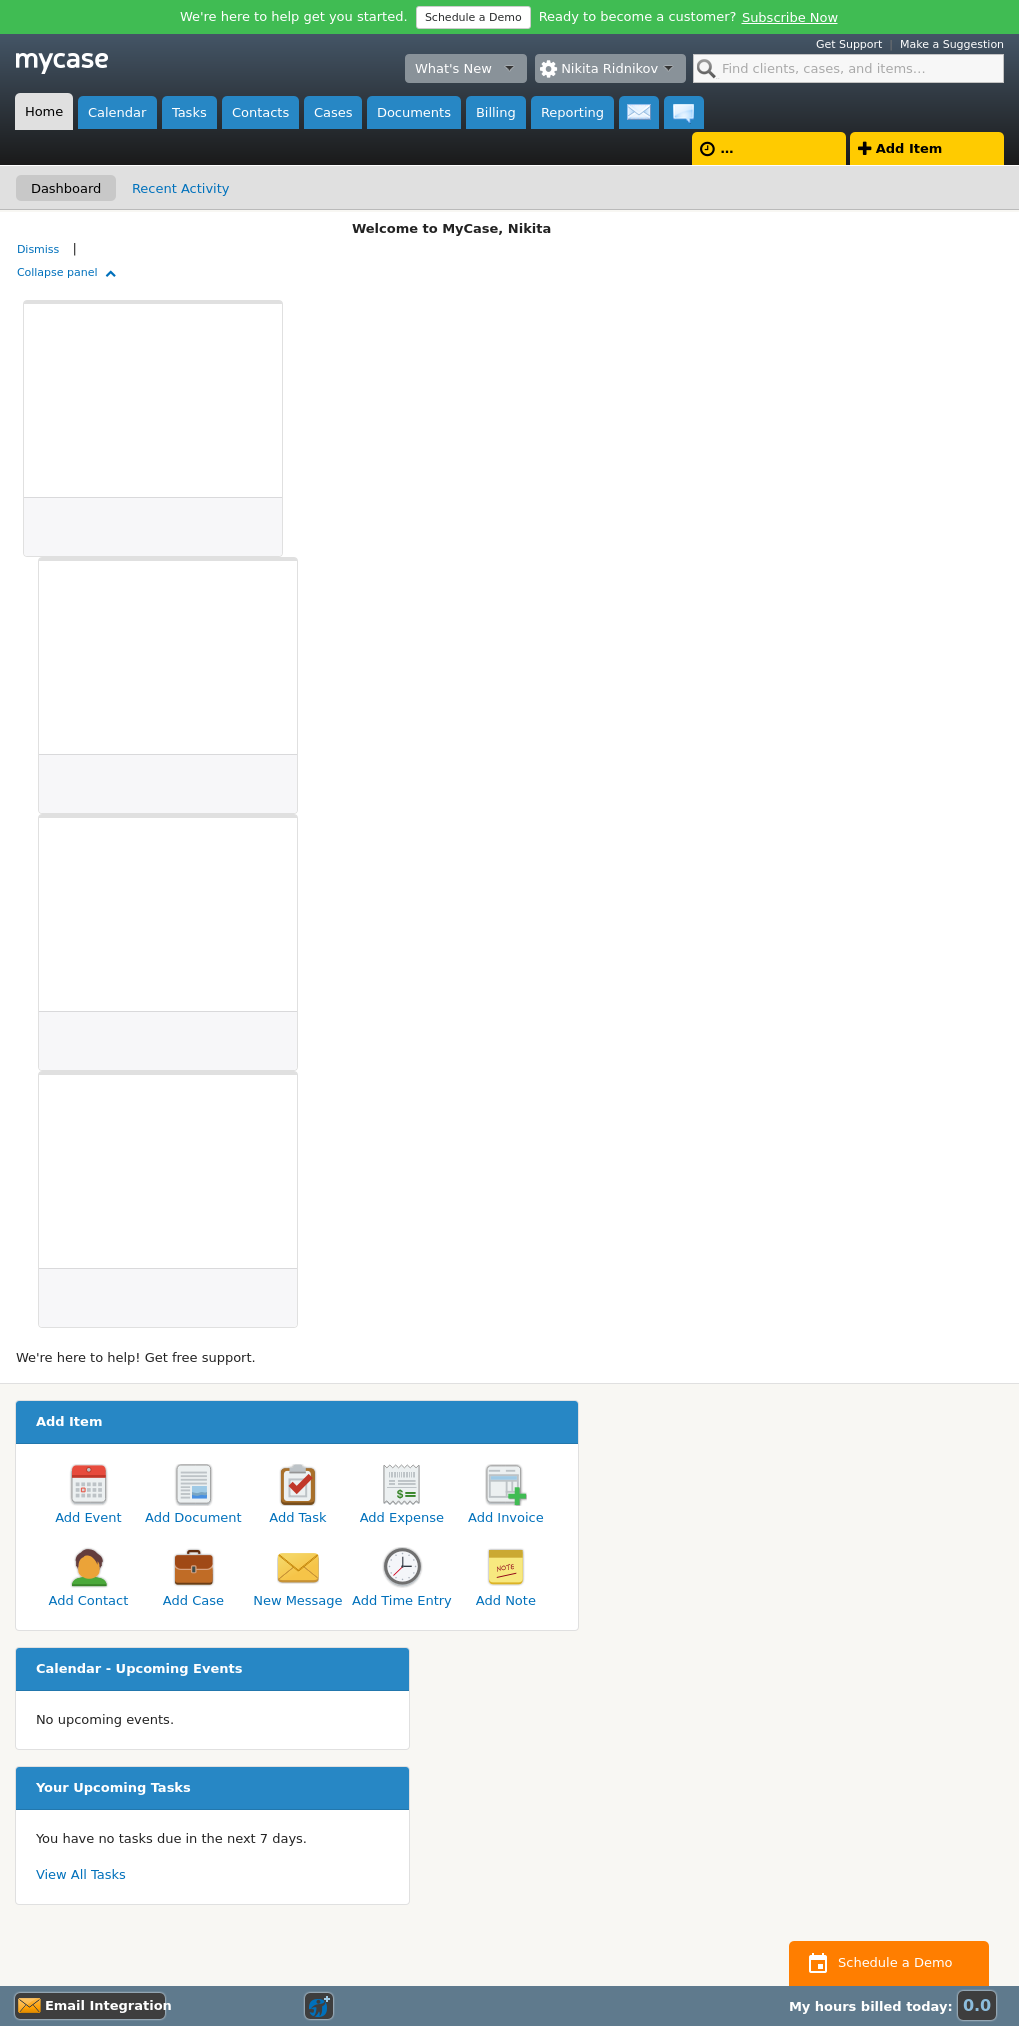 We're here to help get you started. Schedule a Demo Ready to become a customer? Subscribe Now
Get Support | Make a Suggestion
mycase
What's New Nikita Ridnikov Find clients, cases, and items...
Home Calendar Tasks Contacts Cases Documents Billing Reporting
... Add Item
Dashboard Recent Activity
Welcome to MyCase, Nikita
Dismiss |
Collapse panel
We're here to help! Get free support.
Add Item
Add Event Add Document Add Task Add Expense Add Invoice
NOTE
Add Contact Add Case New Message Add Time Entry Add Note
Calendar - Upcoming Events
No upcoming events.
Your Upcoming Tasks
You have no tasks due in the next 7 days.
View All Tasks
Schedule a Demo
Email Integration My hours billed today: 0.0